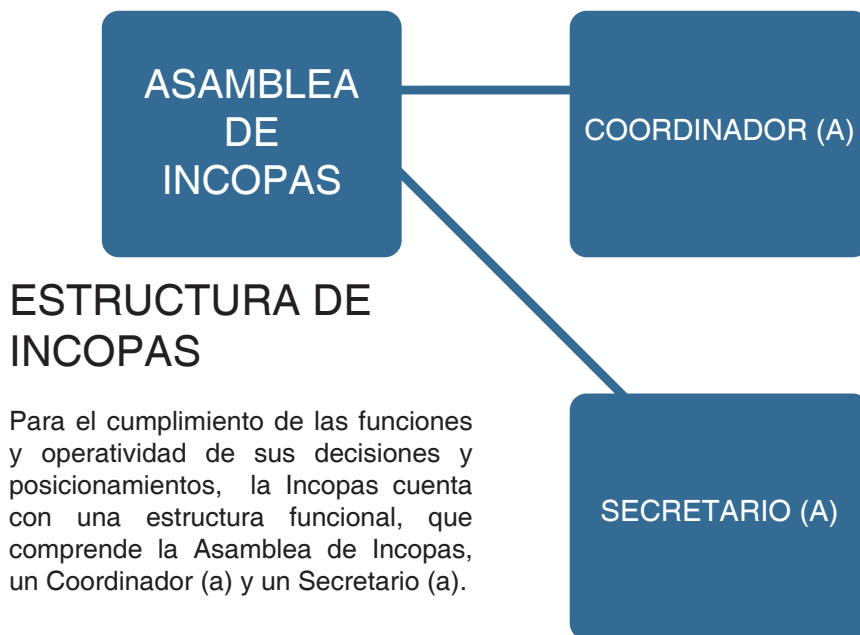 ASAMBLEA
DE
INCOPAS
COORDINADOR (A)
ESTRUCTURA DE
INCOPAS
Para el cumplimiento de las funciones
y operatividad de sus decisiones y
posicionamientos, la Incopas cuenta
con una estructura funcional, que
comprende la Asamblea de Incopas,
un Coordinador (a) y un Secretario (a).
SECRETARIO (A)